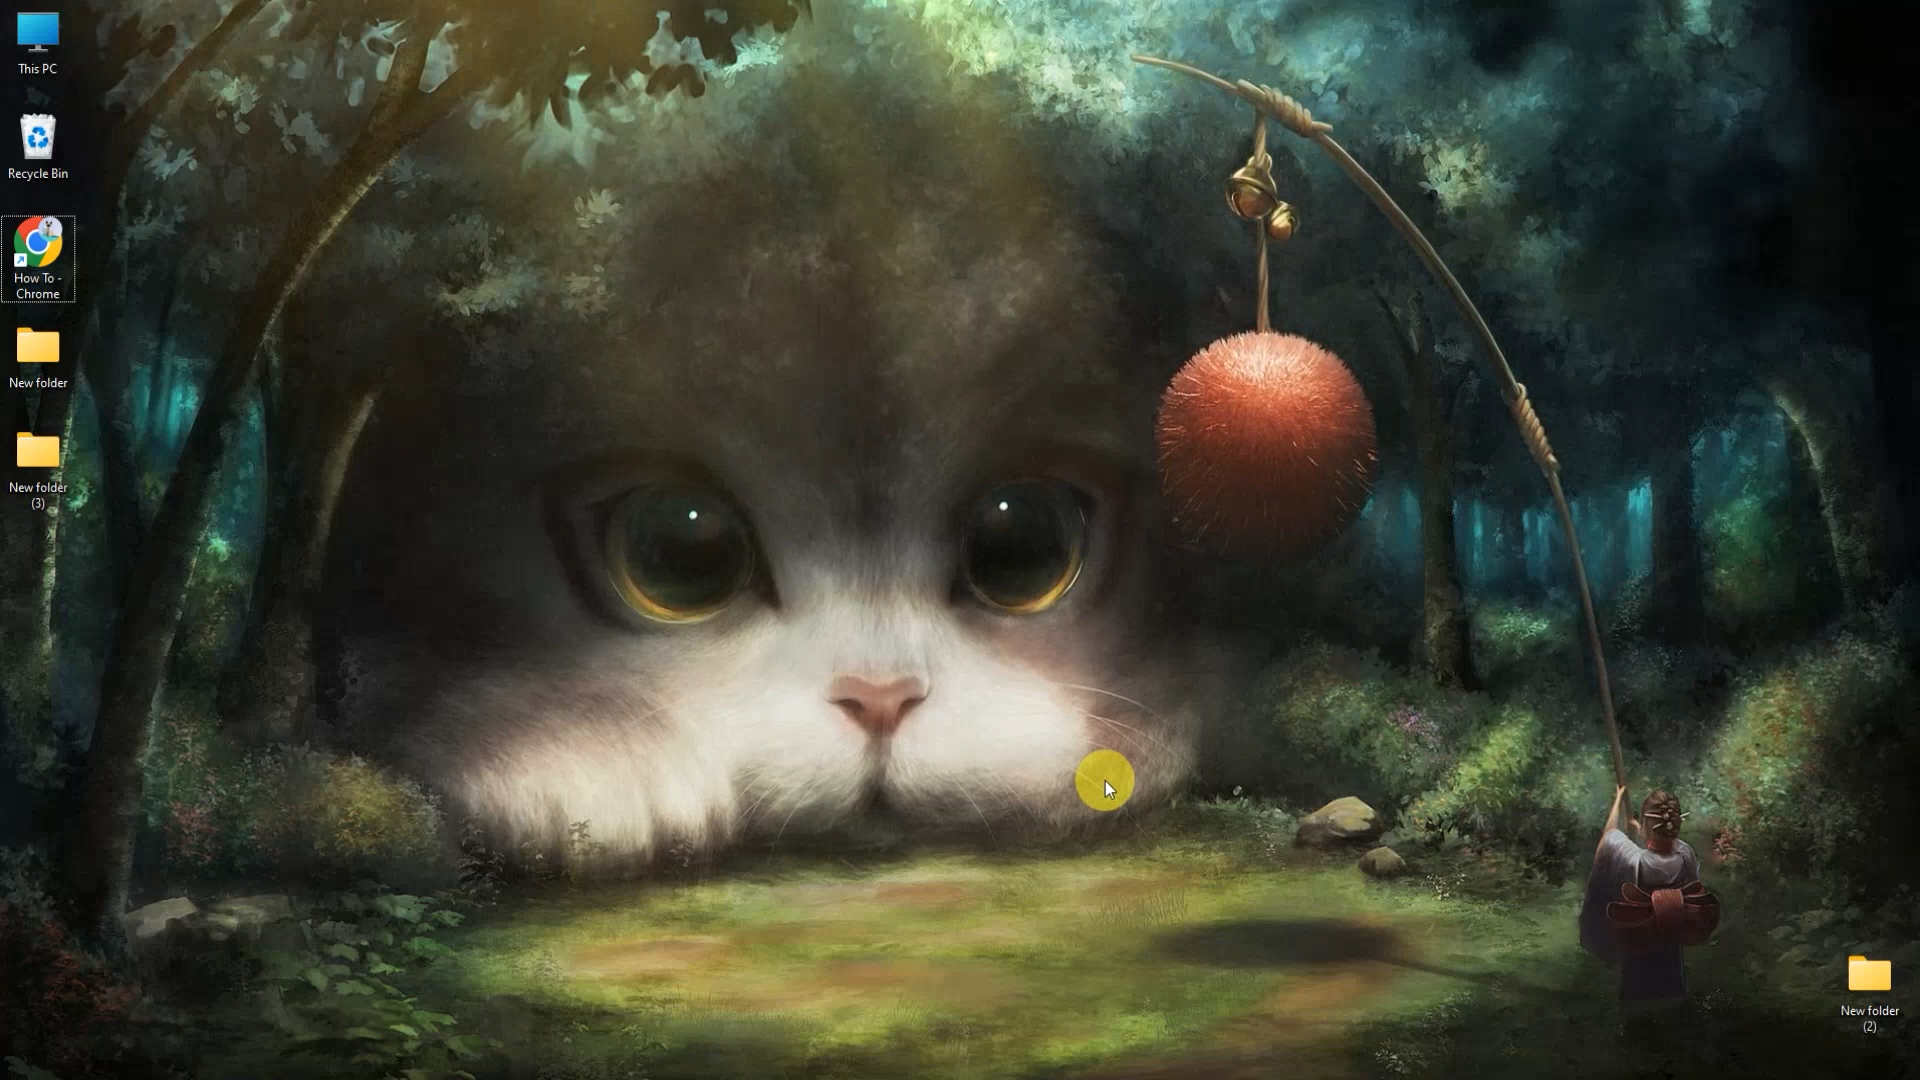 This PC
Recycle Bin
How To -
Chrome
New folder
New folder
(3)
New folder
(2)